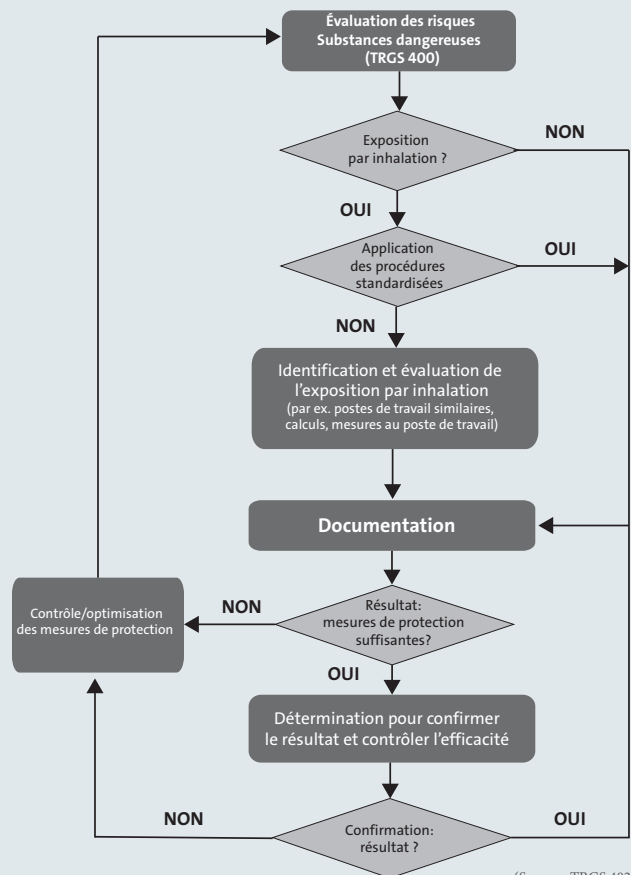 Évaluation des risques
Substances dangereuses
(TRGS 400)
Exposition
par inhalation ?
NON
OUI
Application
des procédures
standardisées
OUI
NON
Identification et évaluation de
l’exposition par inhalation
(par ex. postes de travail similaires,
calculs, mesures au poste de travail)
Documentation
Résultat:
mesures de protection
suffisantes?
NON
Contrôle/optimisation
des mesures de protection
OUI
Détermination pour confirmer
le résultat et contrôler l’efficacité
NON
Confirmation:
résultat ?
OUI